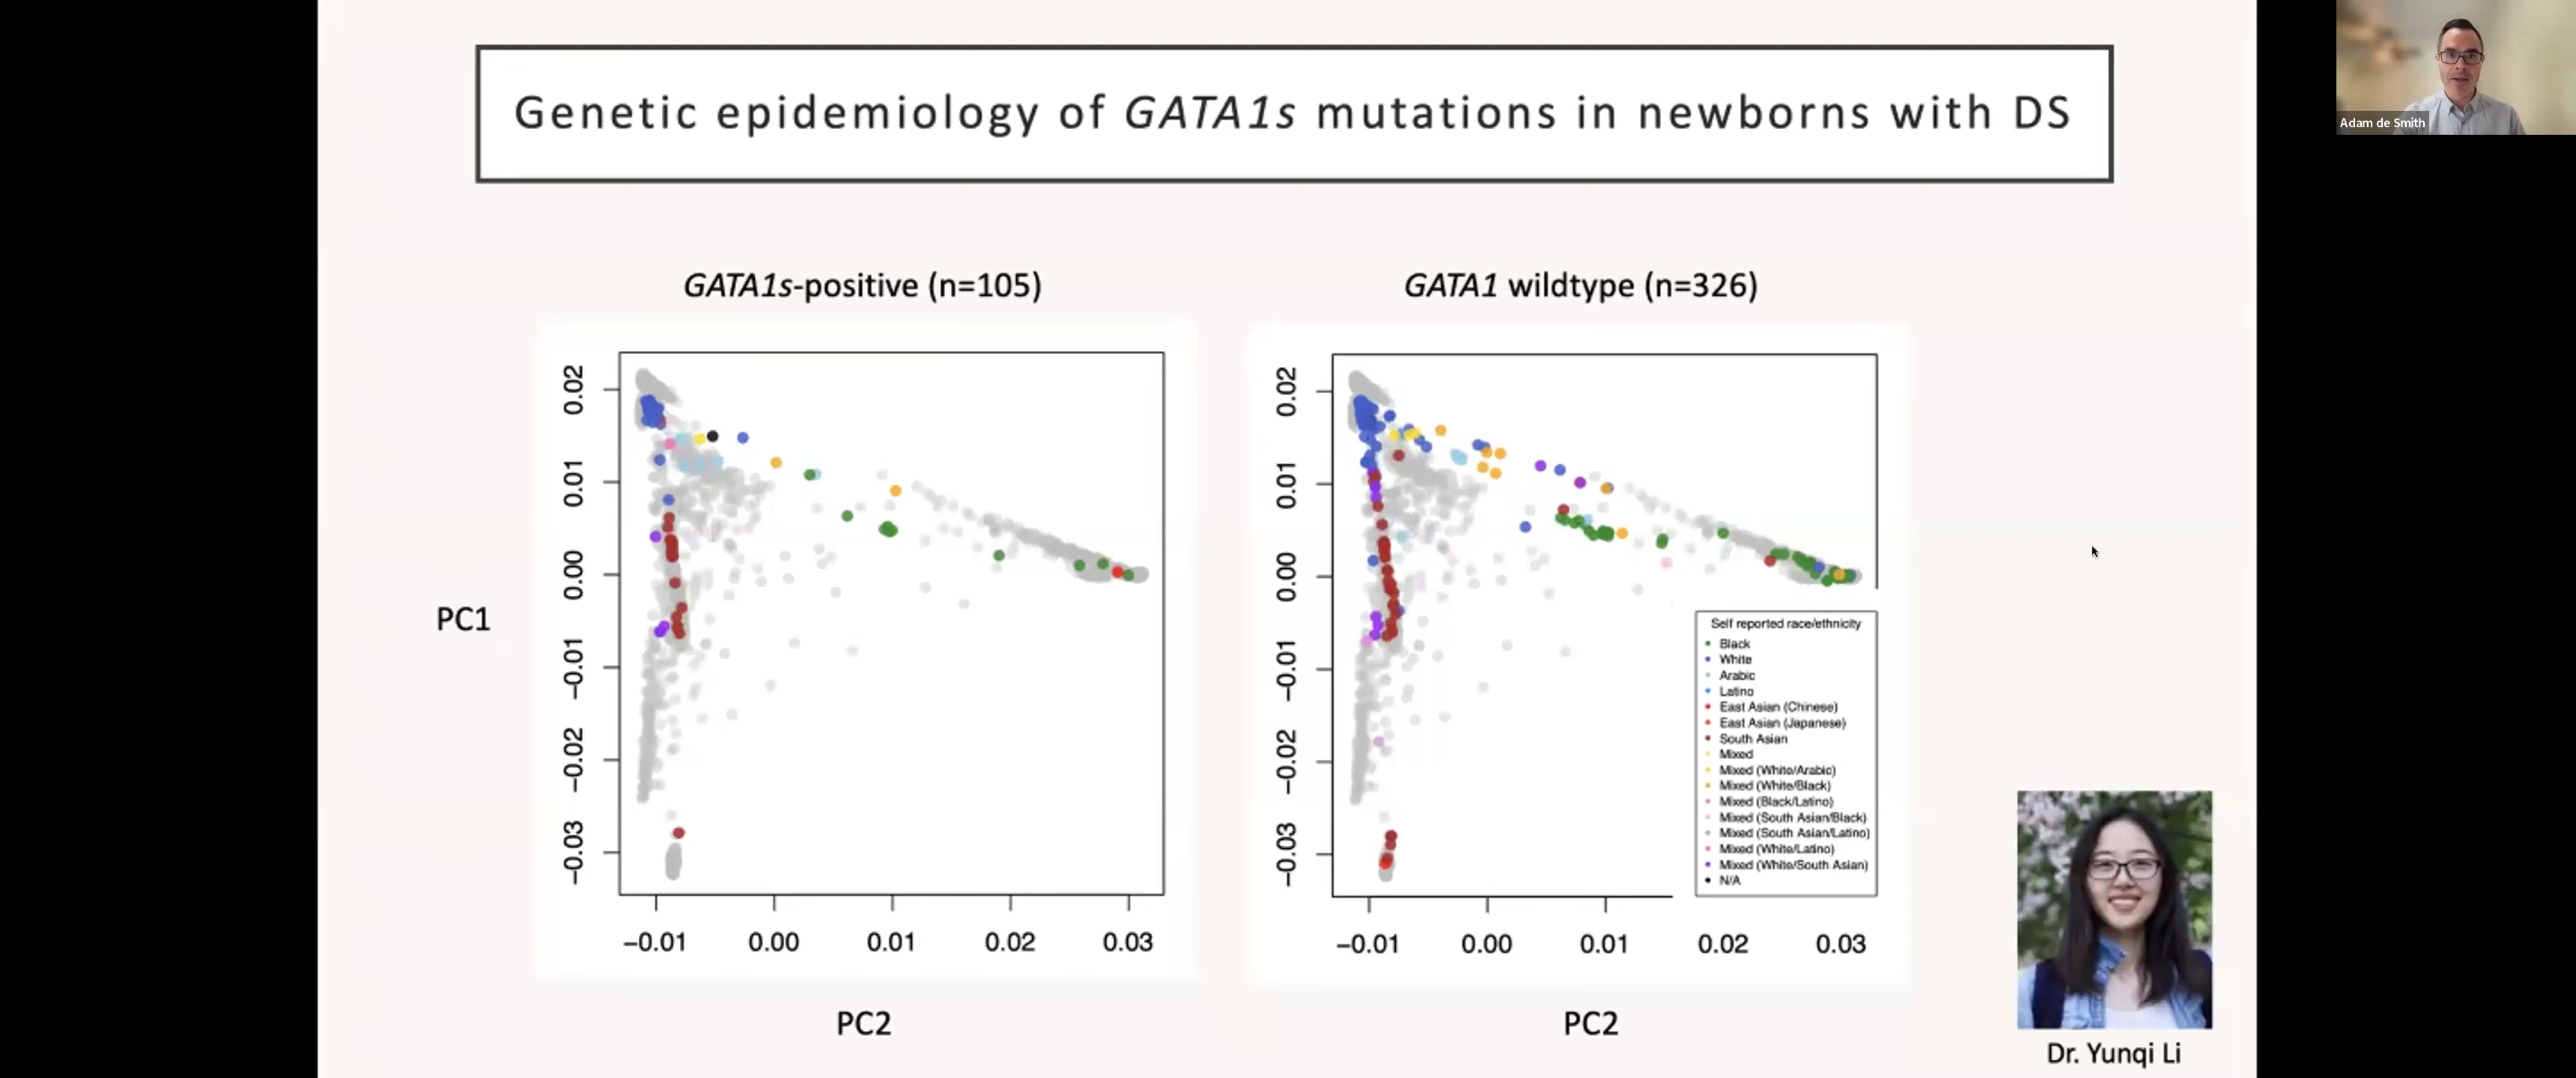 Adam de Smith
Genetic epidemiology of GATA1s mutations in newborns with DS
GATA1s-positive (n=105)
GATA1 wildtype (n=326)
0.02
0.01
0.00
−0.01
−0.02
−0.03
PC1
−0.01 0.00 0.01 0.02 0.03
PC2
0.02
0.01
0.00
−0.01
−0.02
−0.03
−0.01 0.00 0.01 0.02 0.03
PC2
Self reported race/ethnicity
Black
White
Arabic
Latino
East Asian (Chinese)
East Asian (Japanese)
South Asian
Mixed
Mixed (White/Arabic)
Mixed (White/Black)
Mixed (Black/Latino)
Mixed (South Asian/Black)
Mixed (South Asian/Latino)
Mixed (White/Latino)
Mixed (White/South Asian)
N/A
Dr. Yunqi Li